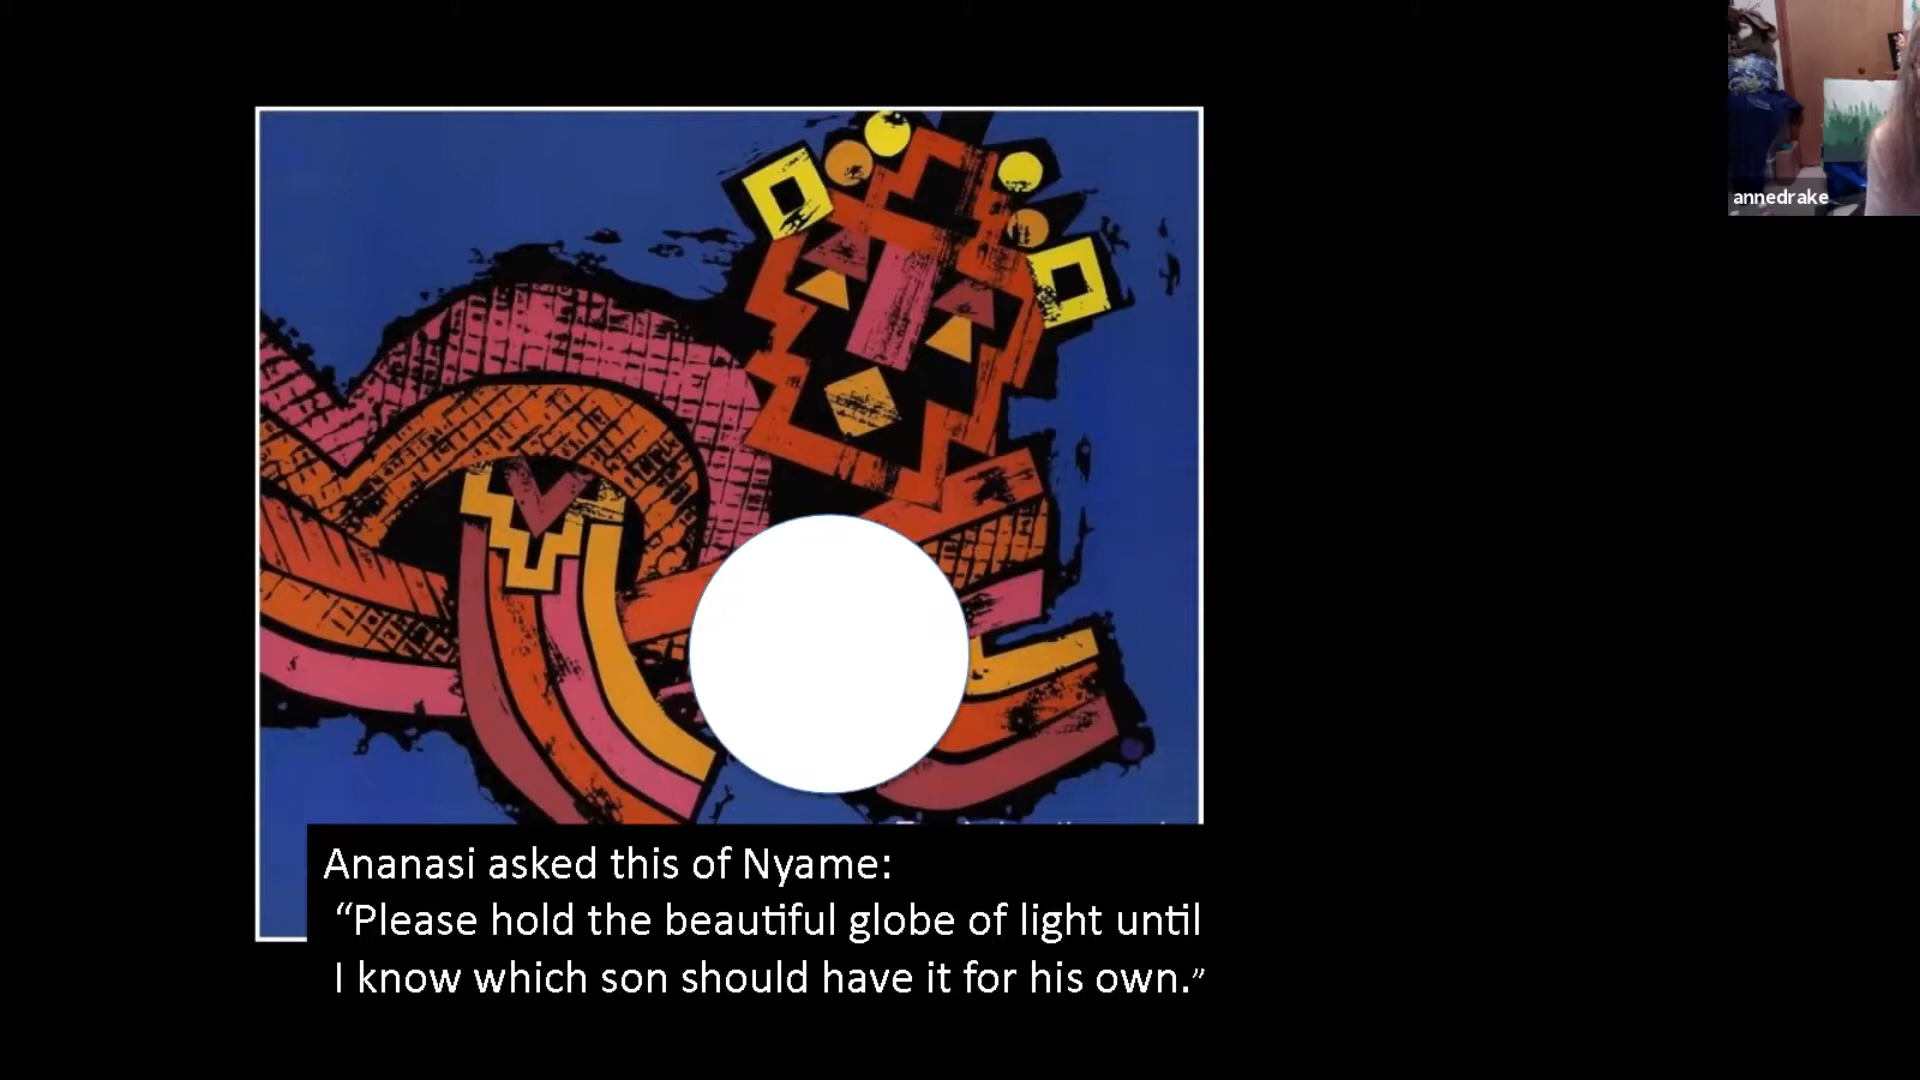 annedrake
Ananasi asked this of Nyame:
“Please hold the beautiful globe of light until
I know which son should have it for his own.”